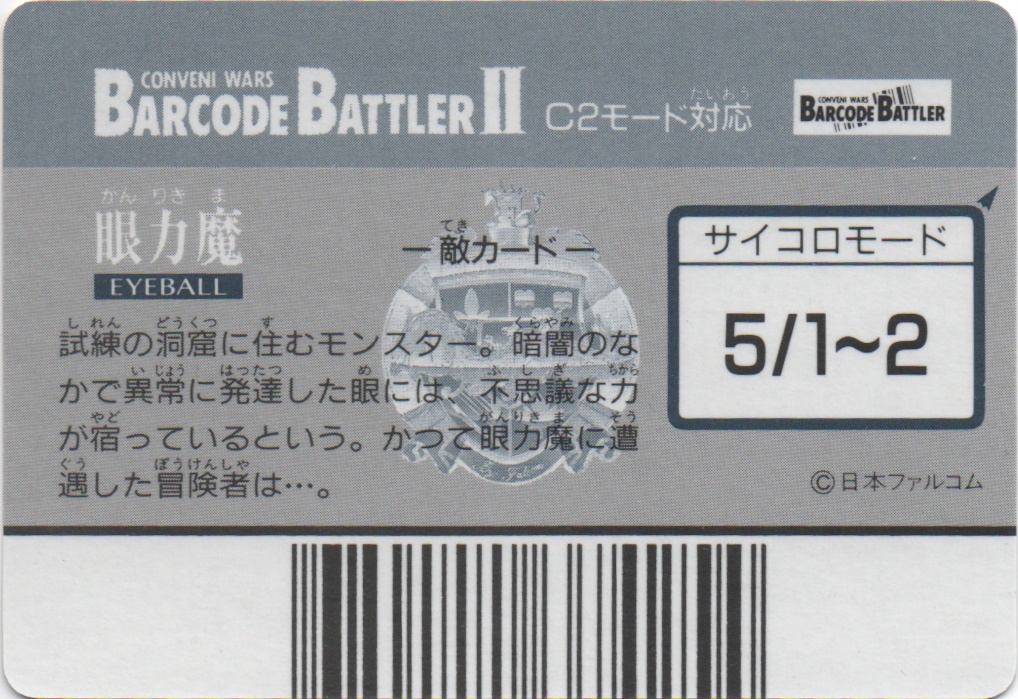 CONVENI WARS
BARCODE BATTLER II C2モード対応
たいおう
CONVENI WARS
BARCODE BATTLER
かんりきま
眼力魔
EYEBALL
てき
―敵カード―
サイコロモード
5/1~2
しれん どうくつ す くらやみ
試練の洞窟に住むモンスター。暗闇のな
いじょう はったつ め ふしぎ ちから
かで異常に発達した眼には、不思議な力
やど がんりきま そう
が宿っているという。かつて眼力魔に遭
ぐう ぼうけんしゃ
遇した冒険者は…。
©日本ファルコム